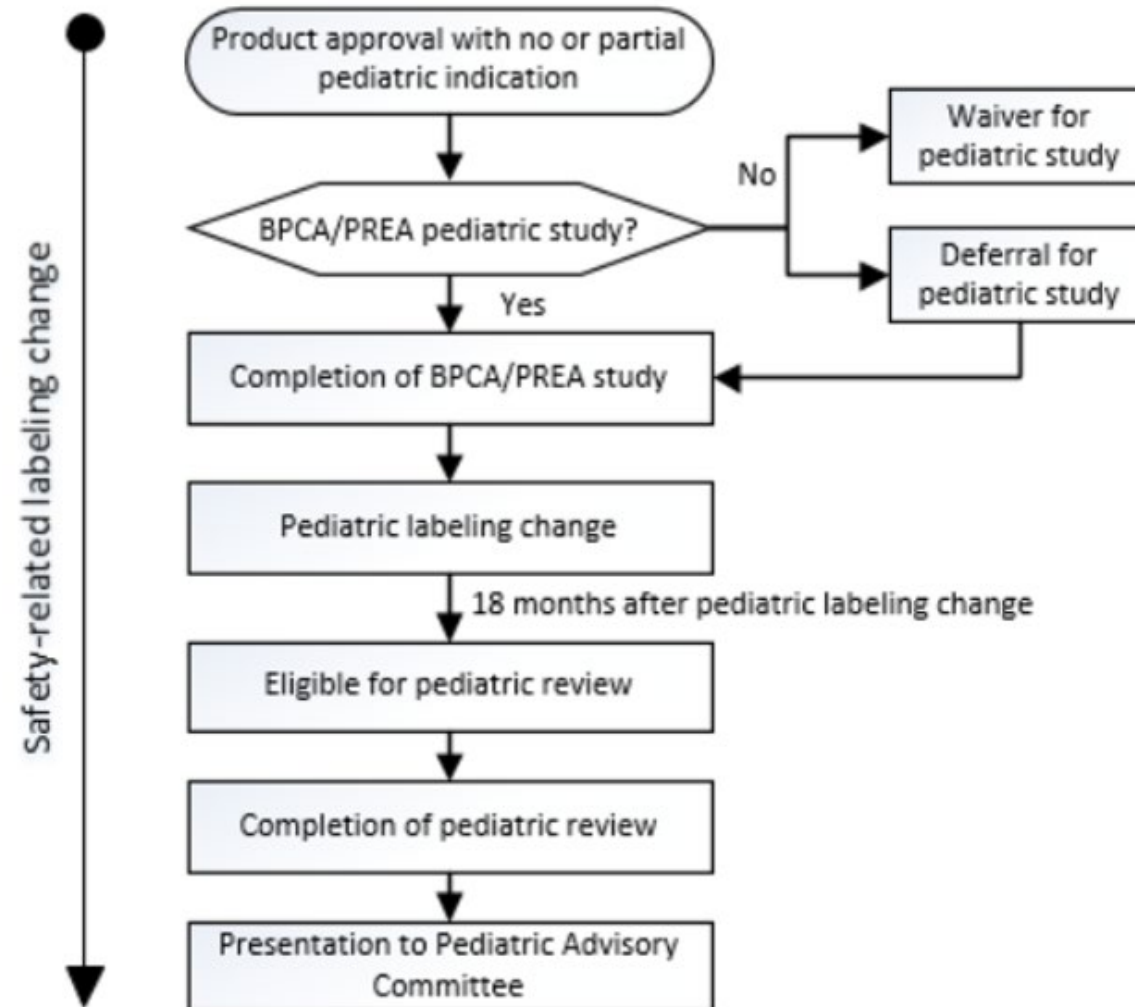 Product approval with no or partial
pediatric indication
Waiver for
pediatric study
No
BPCA/PREA pediatric study?
Deferral for
pediatric study
Yes
Completion of BPCA/PREA study
Pediatric labeling change
18 months after pediatric labeling change
Eligible for pediatric review
Completion of pediatric review
Presentation to Pediatric Advisory
Committee
Safety-related labeling change